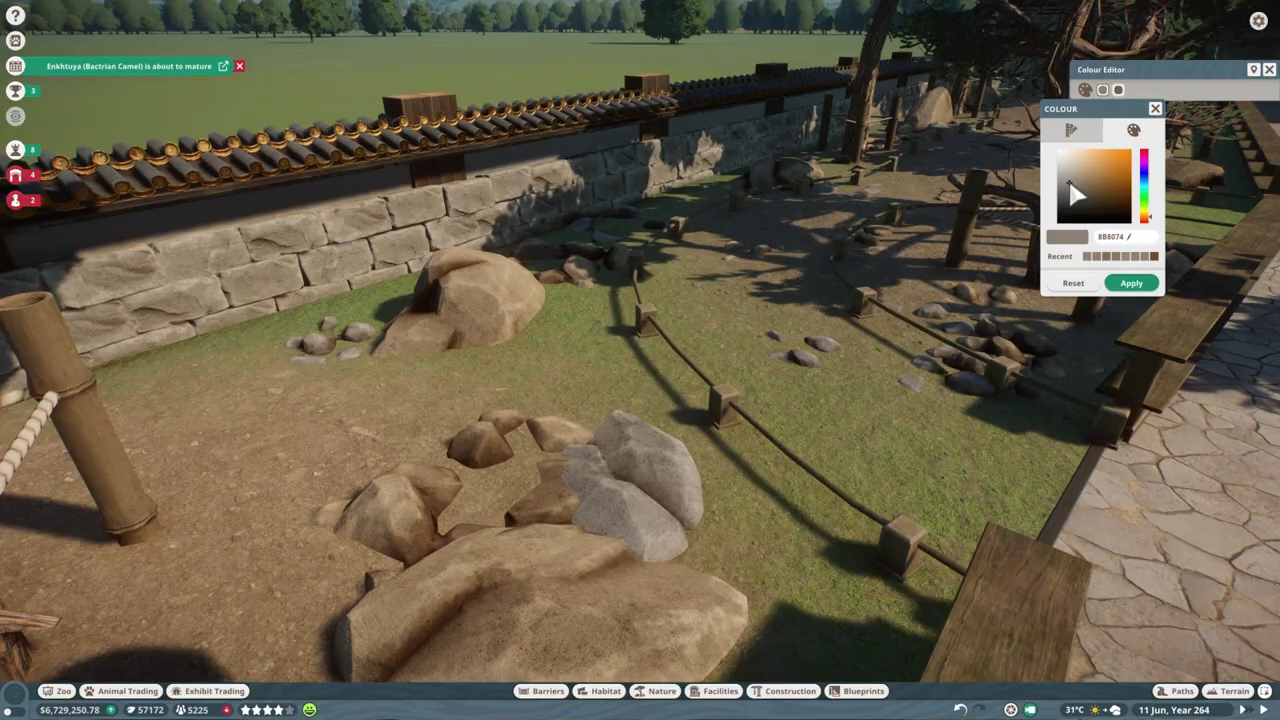 ?
Enkhtuya (Bactrian Camel) is about to mature
3
8
4
2
Colour Editor
COLOUR
8B8074
Recent
Reset
Apply
Zoo
Animal Trading
Exhibit Trading
Barriers
Habitat
Nature
Facilities
Construction
Blueprints
Paths
Terrain
$6,729,250.78
57172
5225
31°C
11 Jun, Year 264